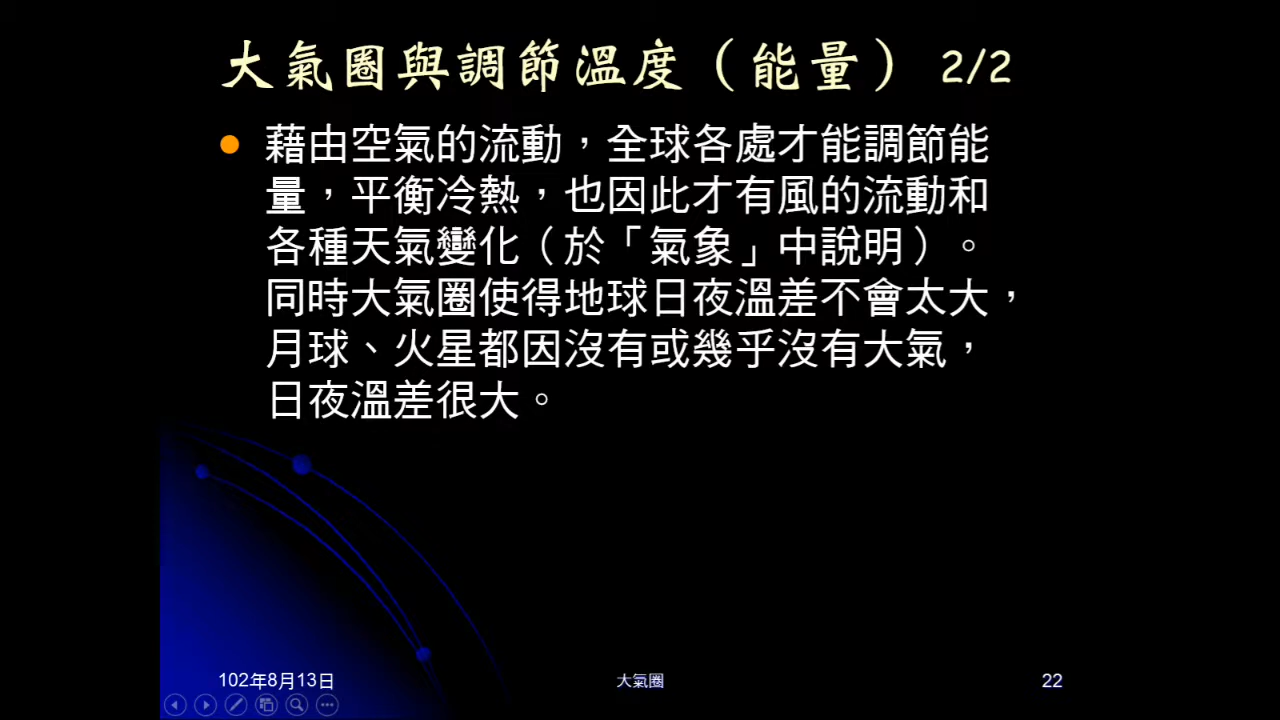 大氣圈與調節溫度（能量）2/2
藉由空氣的流動，全球各處才能調節能
量，平衡冷熱，也因此才有風的流動和
各種天氣變化（於「氣象」中說明）。
同時大氣圈使得地球日夜溫差不會太大，
月球、火星都因沒有或幾乎沒有大氣，
日夜溫差很大。
102年8月13日
大氣圈
22